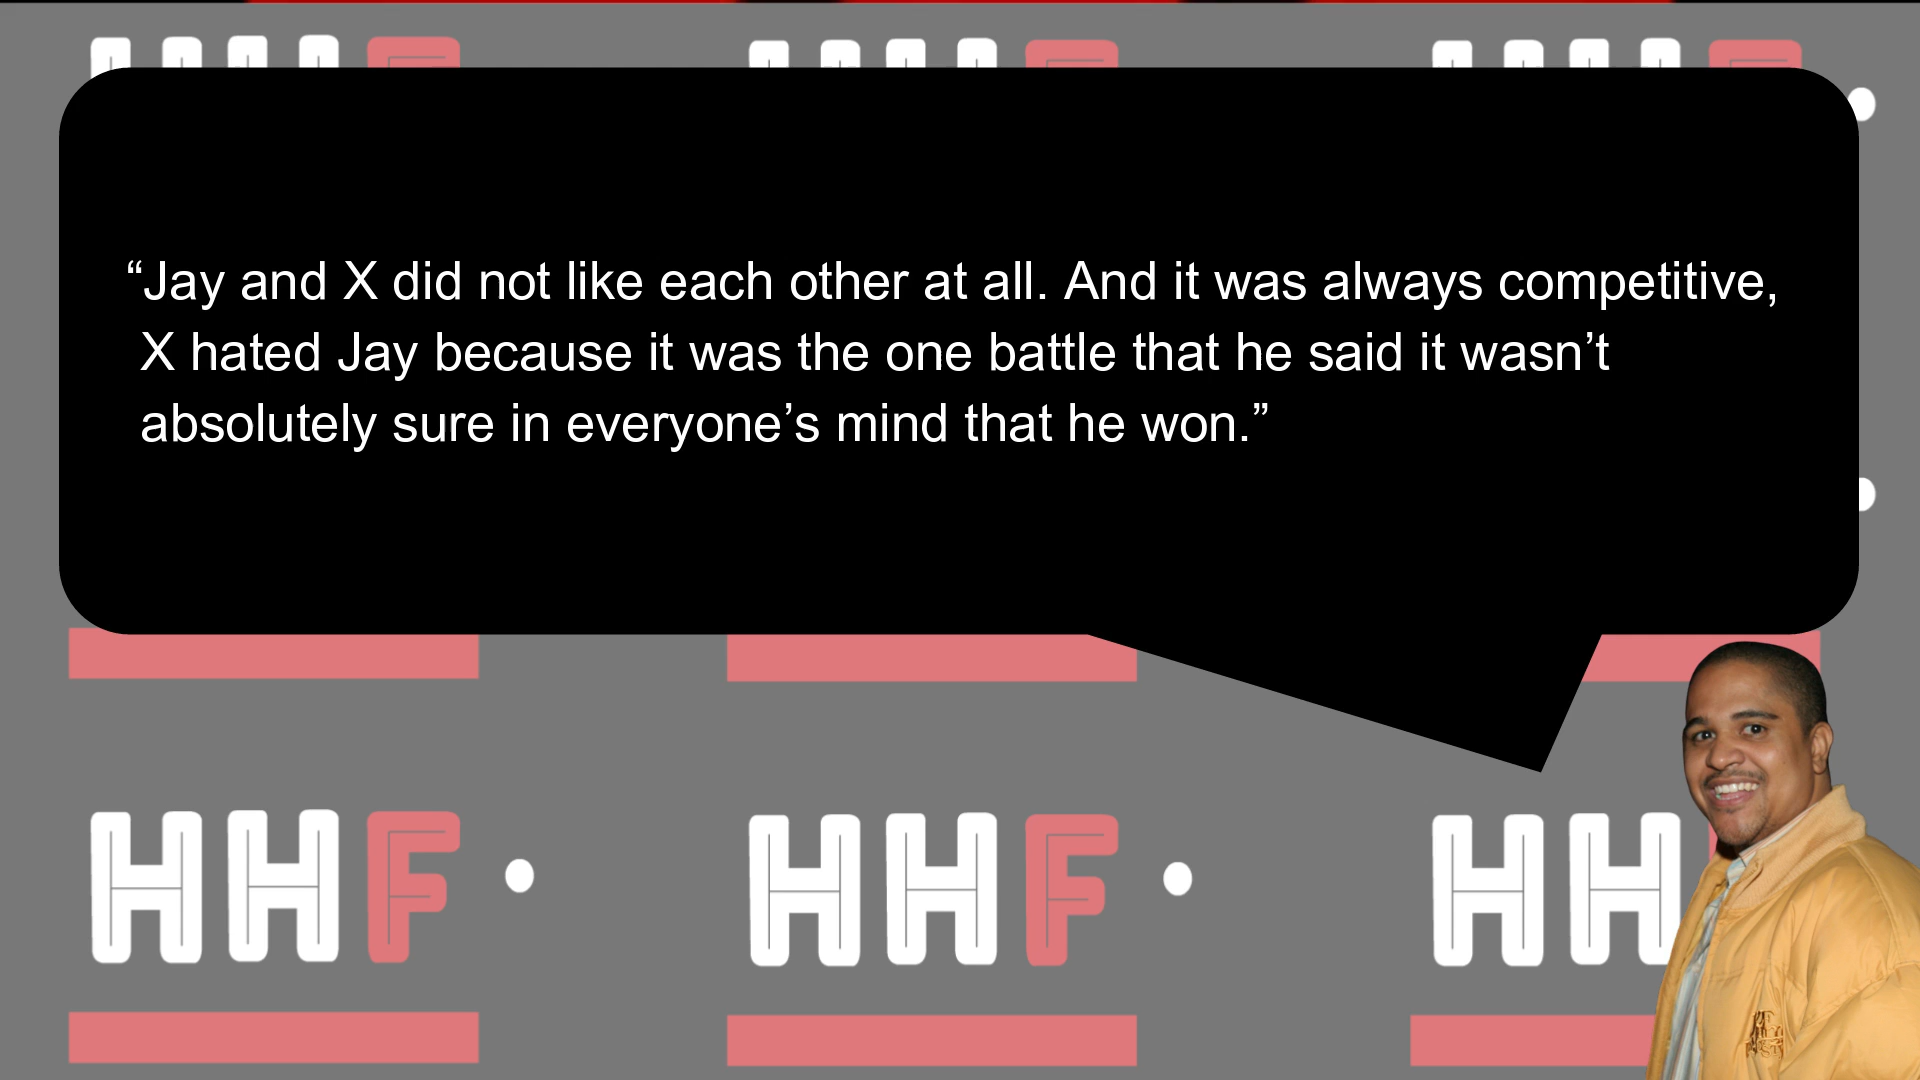 “Jay and X did not like each other at all. And it was always competitive,
X hated Jay because it was the one battle that he said it wasn’t
absolutely sure in everyone’s mind that he won.”
HHF HHF HH